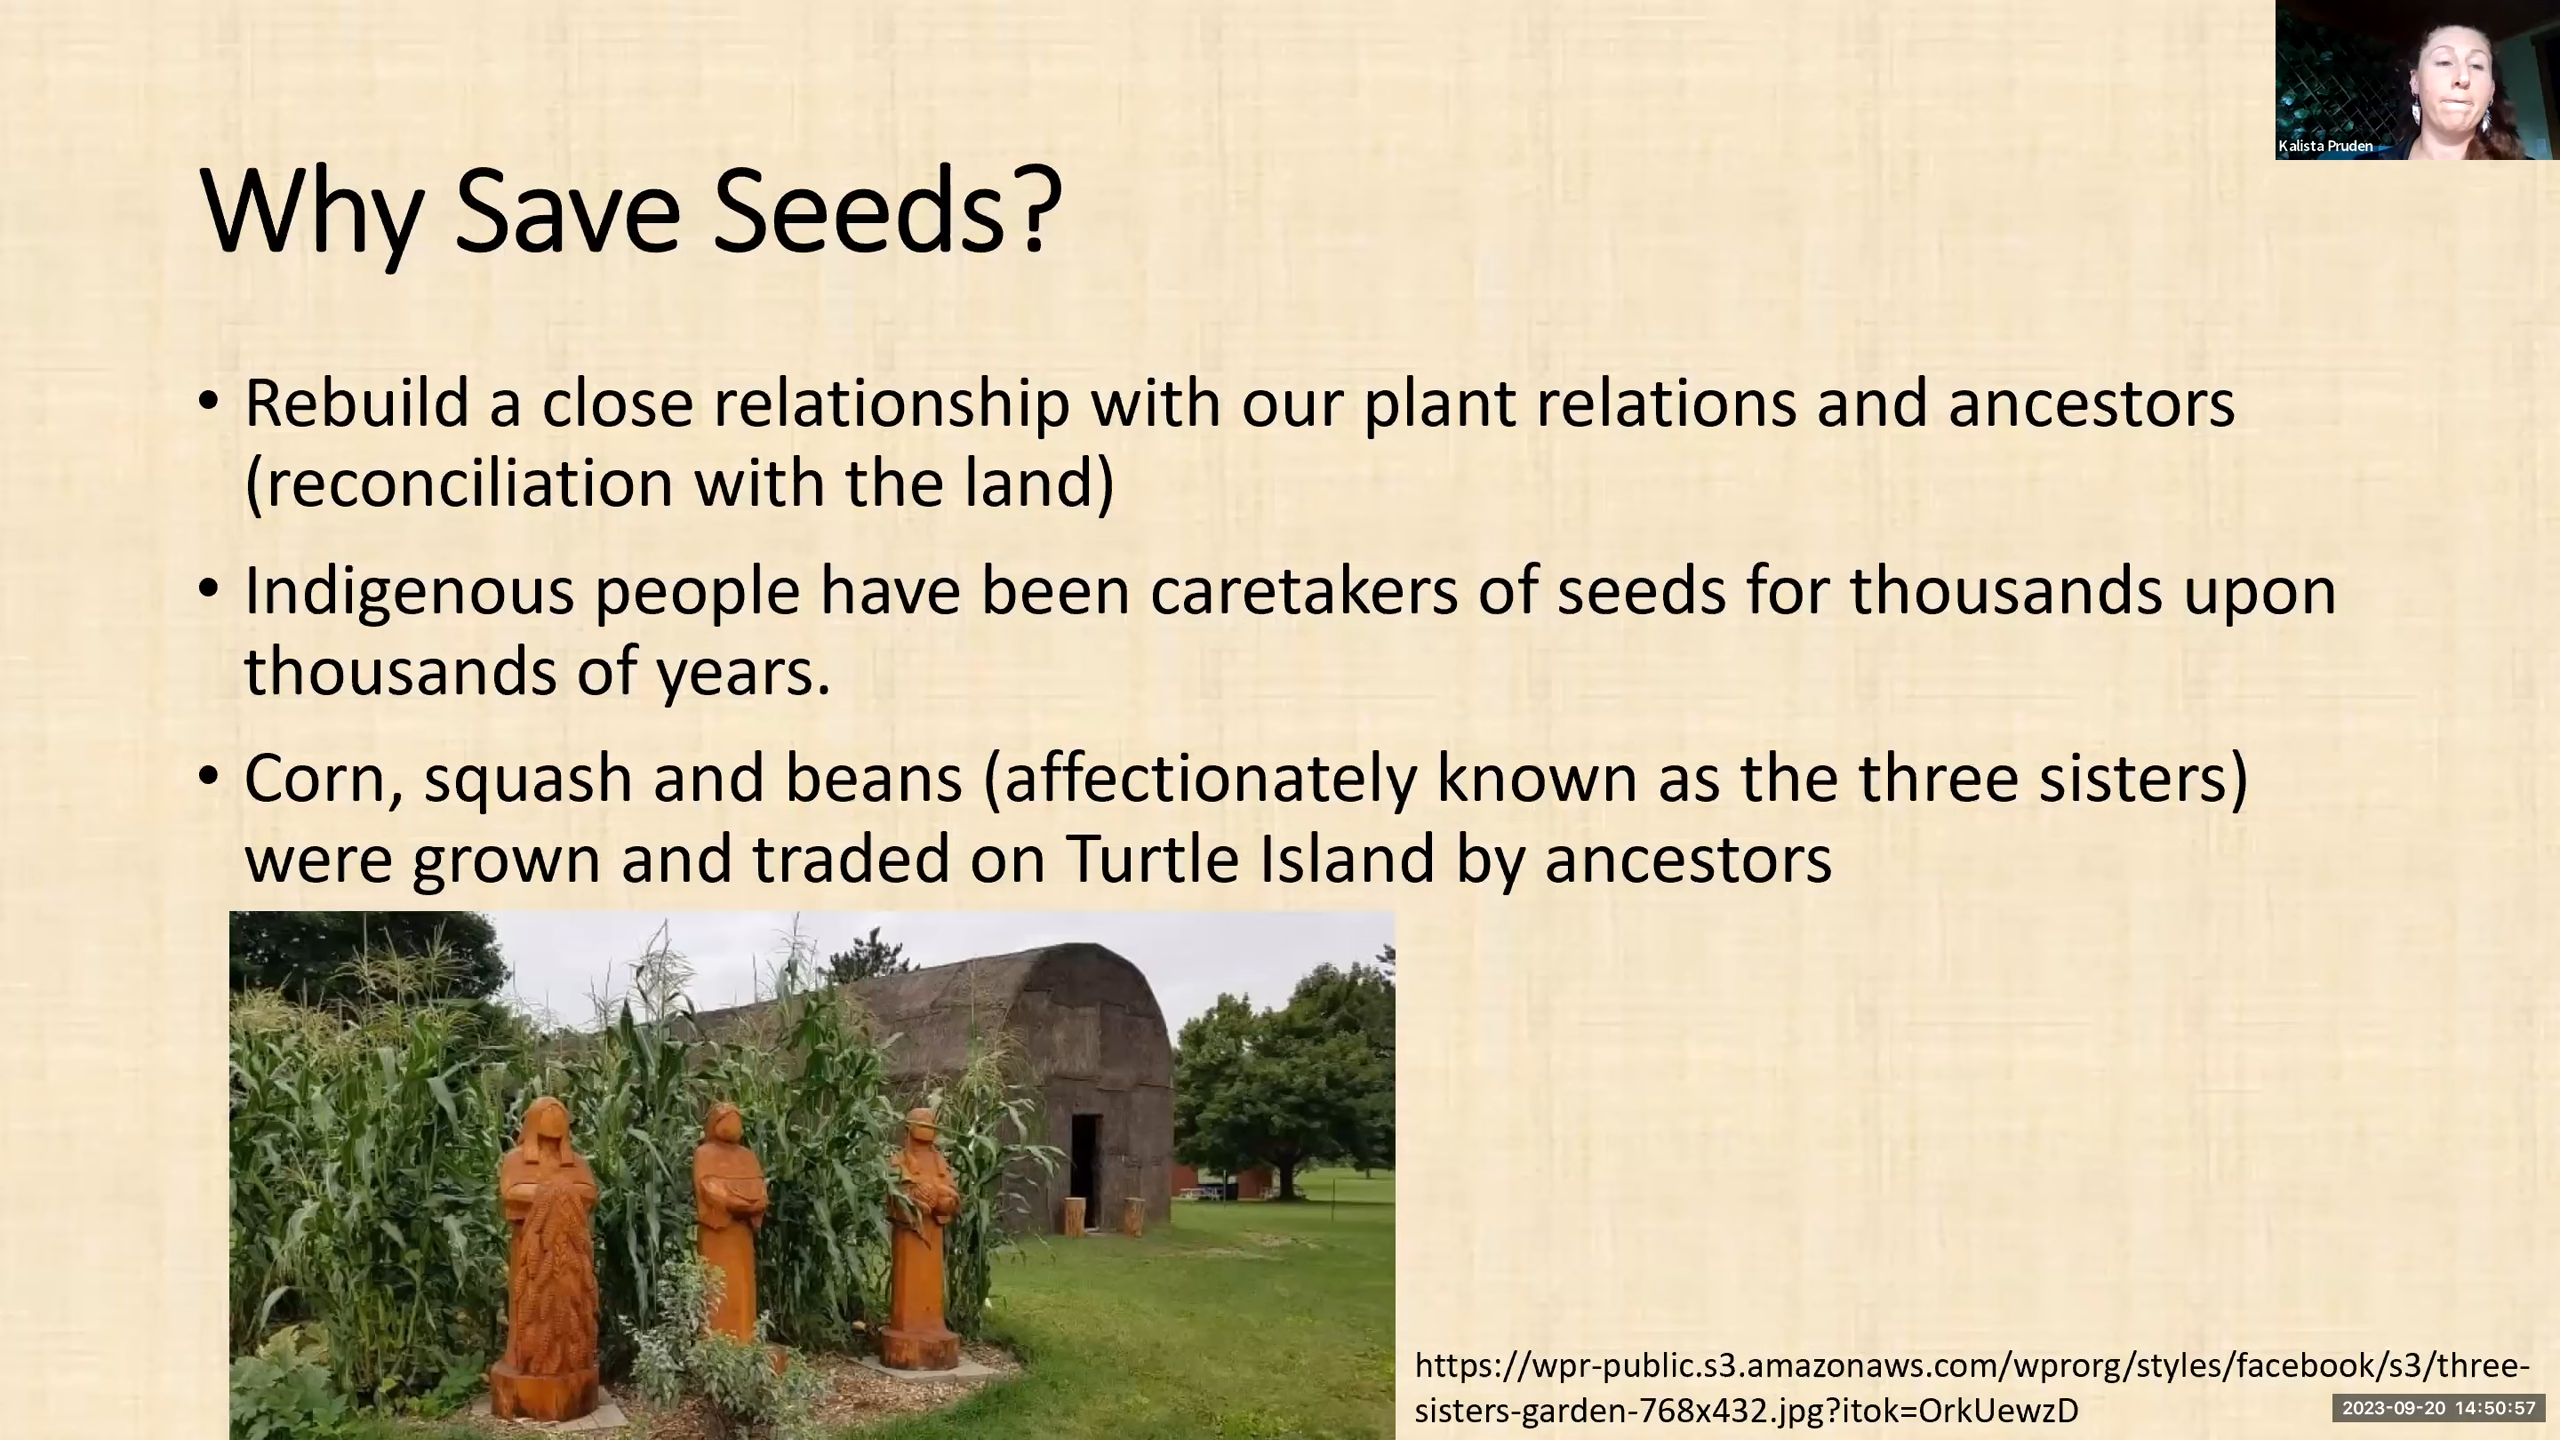 Kalista Pruden
Why Save Seeds?
• Rebuild a close relationship with our plant relations and ancestors
(reconciliation with the land)
• Indigenous people have been caretakers of seeds for thousands upon
thousands of years.
• Corn, squash and beans (affectionately known as the three sisters)
were grown and traded on Turtle Island by ancestors
https://wpr-public.s3.amazonaws.com/wprorg/styles/facebook/s3/three-
sisters-garden-768x432.jpg?itok=OrkUewzD
2023-09-20 14:50:57